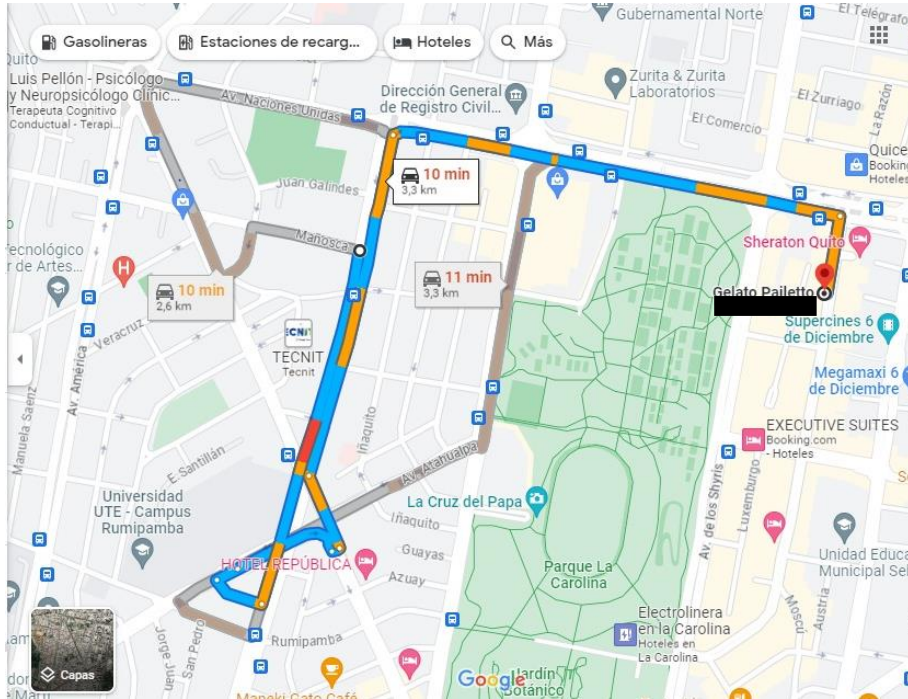 Gubernamental Norte
El Telégrafo
Gasolineras
Estaciones de recarg...
Hoteles
Más
Quito
Luis Pellón - Psicólogo
y Neuropsicólogo Clínic...
Terapeuta Cognitivo
Conductual - Terapi...
Av. Naciones Unidas
Dirección General
de Registro Civil...
Zurita & Zurita
Laboratorios
El Zurriago
La Razón
El Comercio
Quice
Booking
Hoteles
10 min
3,3 km
Juan Galindes
Mañosca
Tecnológico
r de Artes...
H
10 min
2,6 km
11 min
3,3 km
Sheraton Quito
Gelato Pailetto
Supercines 6
de Diciembre
Veracruz
ECNIT
TECNIT
Tecnit
Av. América
Manuela Saenz
Megamaxi 6
de Diciembre
Iñaquito
EXECUTIVE SUITES
Booking.com
- Hoteles
E Santillán
Av. Atahualpa
Universidad
UTE - Campus
Rumipamba
La Cruz del Papa
Iñaquito
Av. de los Shyris
Luxemburgo
Guayas
HOTEL REPÚBLICA
Azuay
Parque La
Carolina
Unidad Educa
Municipal Se
Moscú
Austria
Electrolinera
en la Carolina
Hoteles en
La Carolina
Jorge Jua
San Pedro
Rumipamba
Capas
Google
Jardín
Botánico
Maneki Gato Café